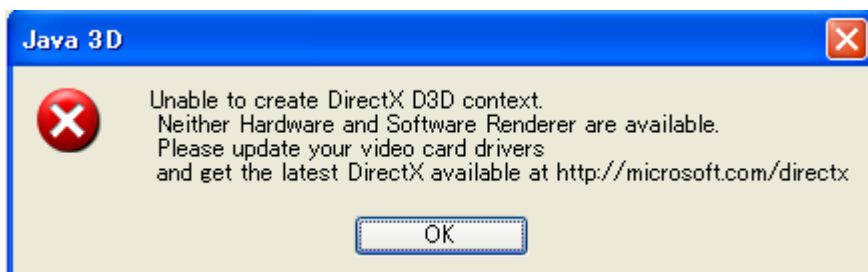 Java 3D
Unable to create DirectX D3D context.
Neither Hardware and Software Renderer are available.
Please update your video card drivers
and get the latest DirectX available at http://microsoft.com/directx
OK